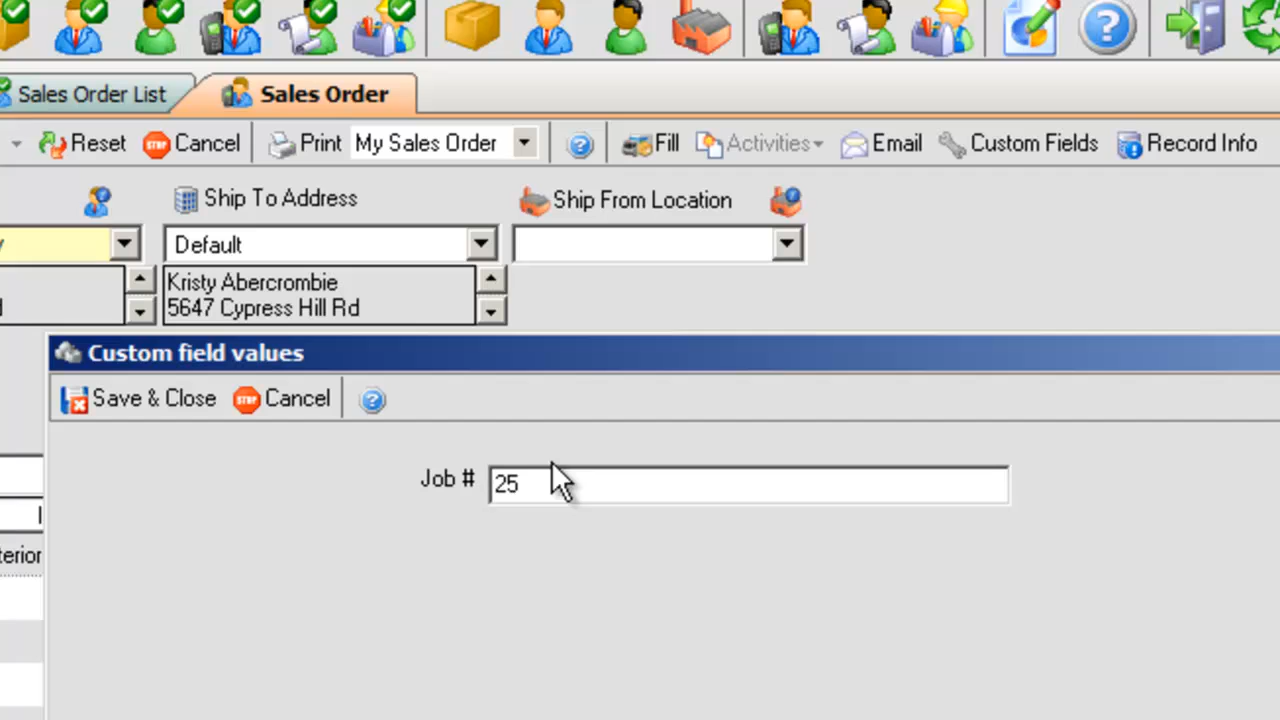 Sales Order List
Sales Order
Reset
Cancel
Print
My Sales Order
Fill
Activities
Email
Custom Fields
Record Info
Ship To Address
Ship From Location
Default
Kristy Abercrombie
5647 Cypress Hill Rd
Custom field values
Save & Close
Cancel
Job #
25